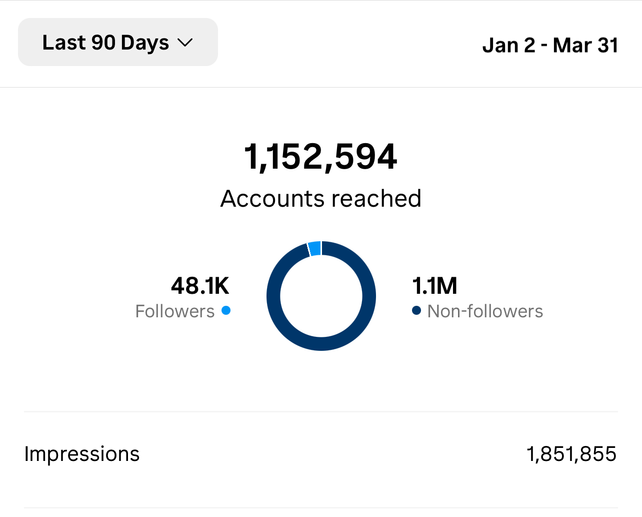 Last 90 Days
Jan 2 - Mar 31
1,152,594
Accounts reached
48.1K
Followers
1.1M
Non-followers
Impressions
1,851,855